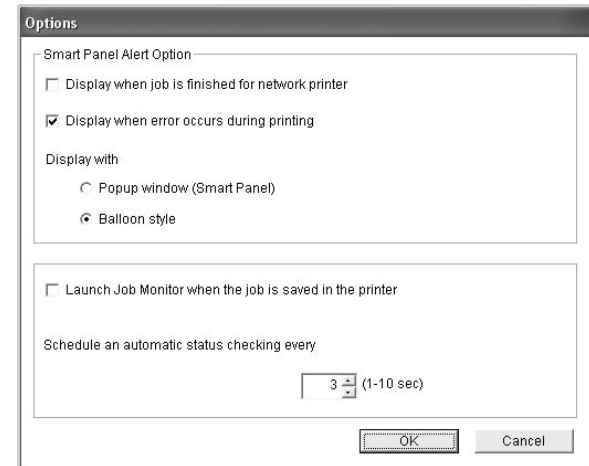 Options
Smart Panel Alert Option
Display when job is finished for network printer
Display when error occurs during printing
Display with
Popup window (Smart Panel)
Balloon style
Launch Job Monitor when the job is saved in the printer
Schedule an automatic status checking every
3 (1-10 sec)
OK Cancel